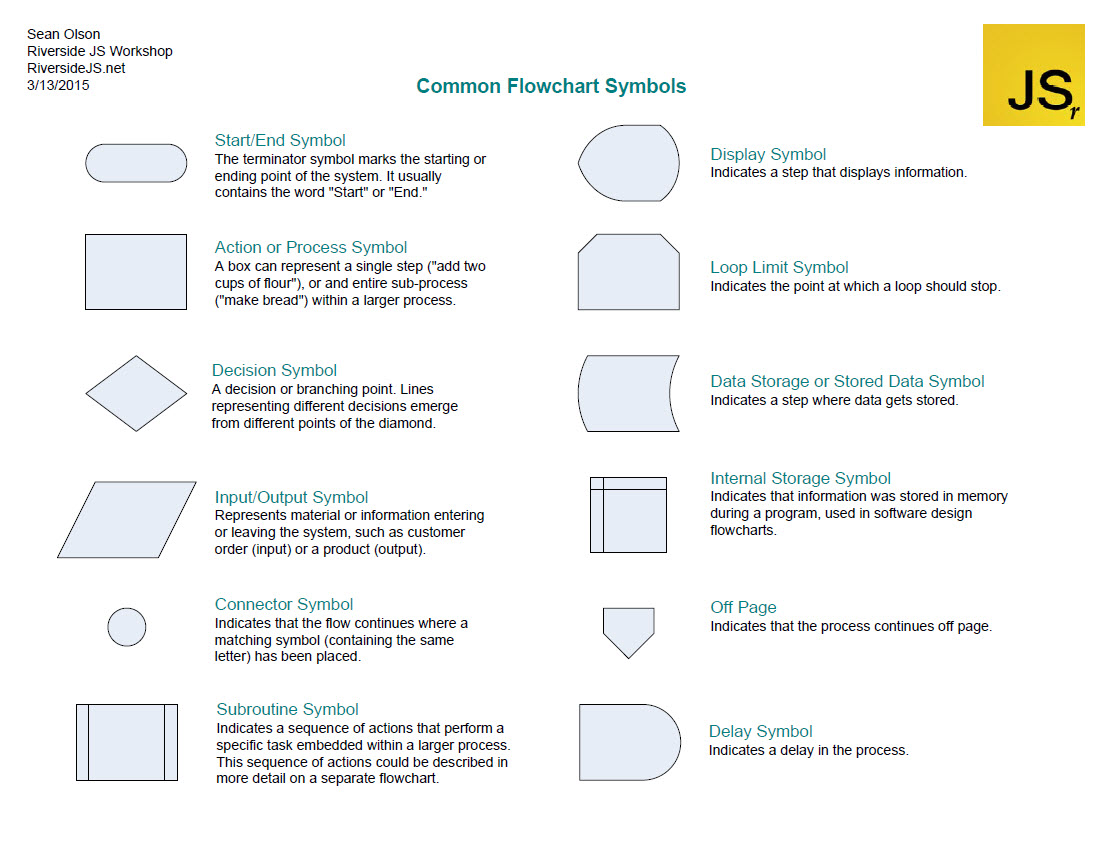 Sean Olson
Riverside JS Workshop
RiversideJS.net
3/13/2015
Common Flowchart Symbols
JSr
Start/End Symbol
The terminator symbol marks the starting or
ending point of the system. It usually
contains the word "Start" or "End."
Action or Process Symbol
A box can represent a single step ("add two
cups of flour"), or and entire sub-process
("make bread") within a larger process.
Decision Symbol
A decision or branching point. Lines
representing different decisions emerge
from different points of the diamond.
Input/Output Symbol
Represents material or information entering
or leaving the system, such as customer
order (input) or a product (output).
Connector Symbol
Indicates that the flow continues where a
matching symbol (containing the same
letter) has been placed.
Subroutine Symbol
Indicates a sequence of actions that perform a
specific task embedded within a larger process.
This sequence of actions could be described in
more detail on a separate flowchart.
Display Symbol
Indicates a step that displays information.
Loop Limit Symbol
Indicates the point at which a loop should stop.
Data Storage or Stored Data Symbol
Indicates a step where data gets stored.
Internal Storage Symbol
Indicates that information was stored in memory
during a program, used in software design
flowcharts.
Off Page
Indicates that the process continues off page.
Delay Symbol
Indicates a delay in the process.